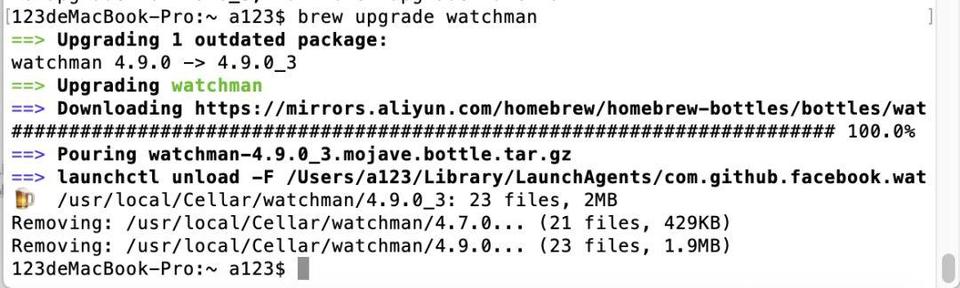 [123deMacBook-Pro:~ a123$ brew upgrade watchman ]
==> Upgrading 1 outdated package:
watchman 4.9.0 -> 4.9.0_3
==> Upgrading watchman
==> Downloading https://mirrors.aliyun.com/homebrew/homebrew-bottles/bottles/wat
######################################################################## 100.0%
==> Pouring watchman-4.9.0_3.mojave.bottle.tar.gz
==> launchctl unload -F /Users/a123/Library/LaunchAgents/com.github.facebook.wat
🍺 /usr/local/Cellar/watchman/4.9.0_3: 23 files, 2MB
Removing: /usr/local/Cellar/watchman/4.7.0... (21 files, 429KB)
Removing: /usr/local/Cellar/watchman/4.9.0... (23 files, 1.9MB)
123deMacBook-Pro:~ a123$